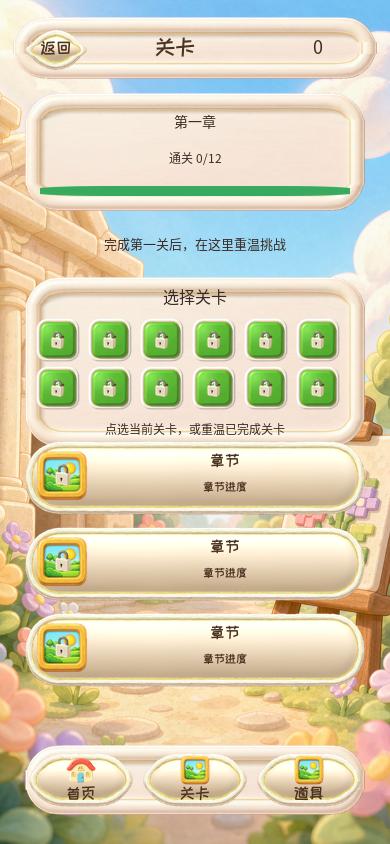 返回
关卡
0
第一章
通关 0/12
完成第一关后，在这里重温挑战
选择关卡
点选当前关卡，或重温已完成关卡
章节
章节进度
章节
章节进度
章节
章节进度
首页
关卡
道具